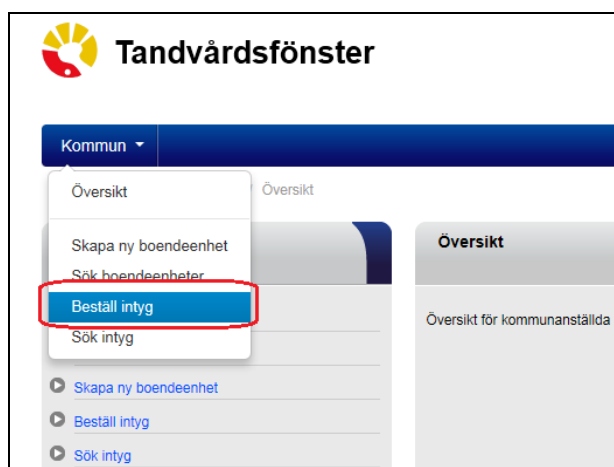 Tandvårdsfönster
Kommun
Översikt
/ Översikt
Skapa ny boendeenhet
Sök boendeenheter
Beställ intyg
Sök intyg
Översikt
Översikt för kommunanställda
Skapa ny boendeenhet
Beställ intyg
Sök intyg